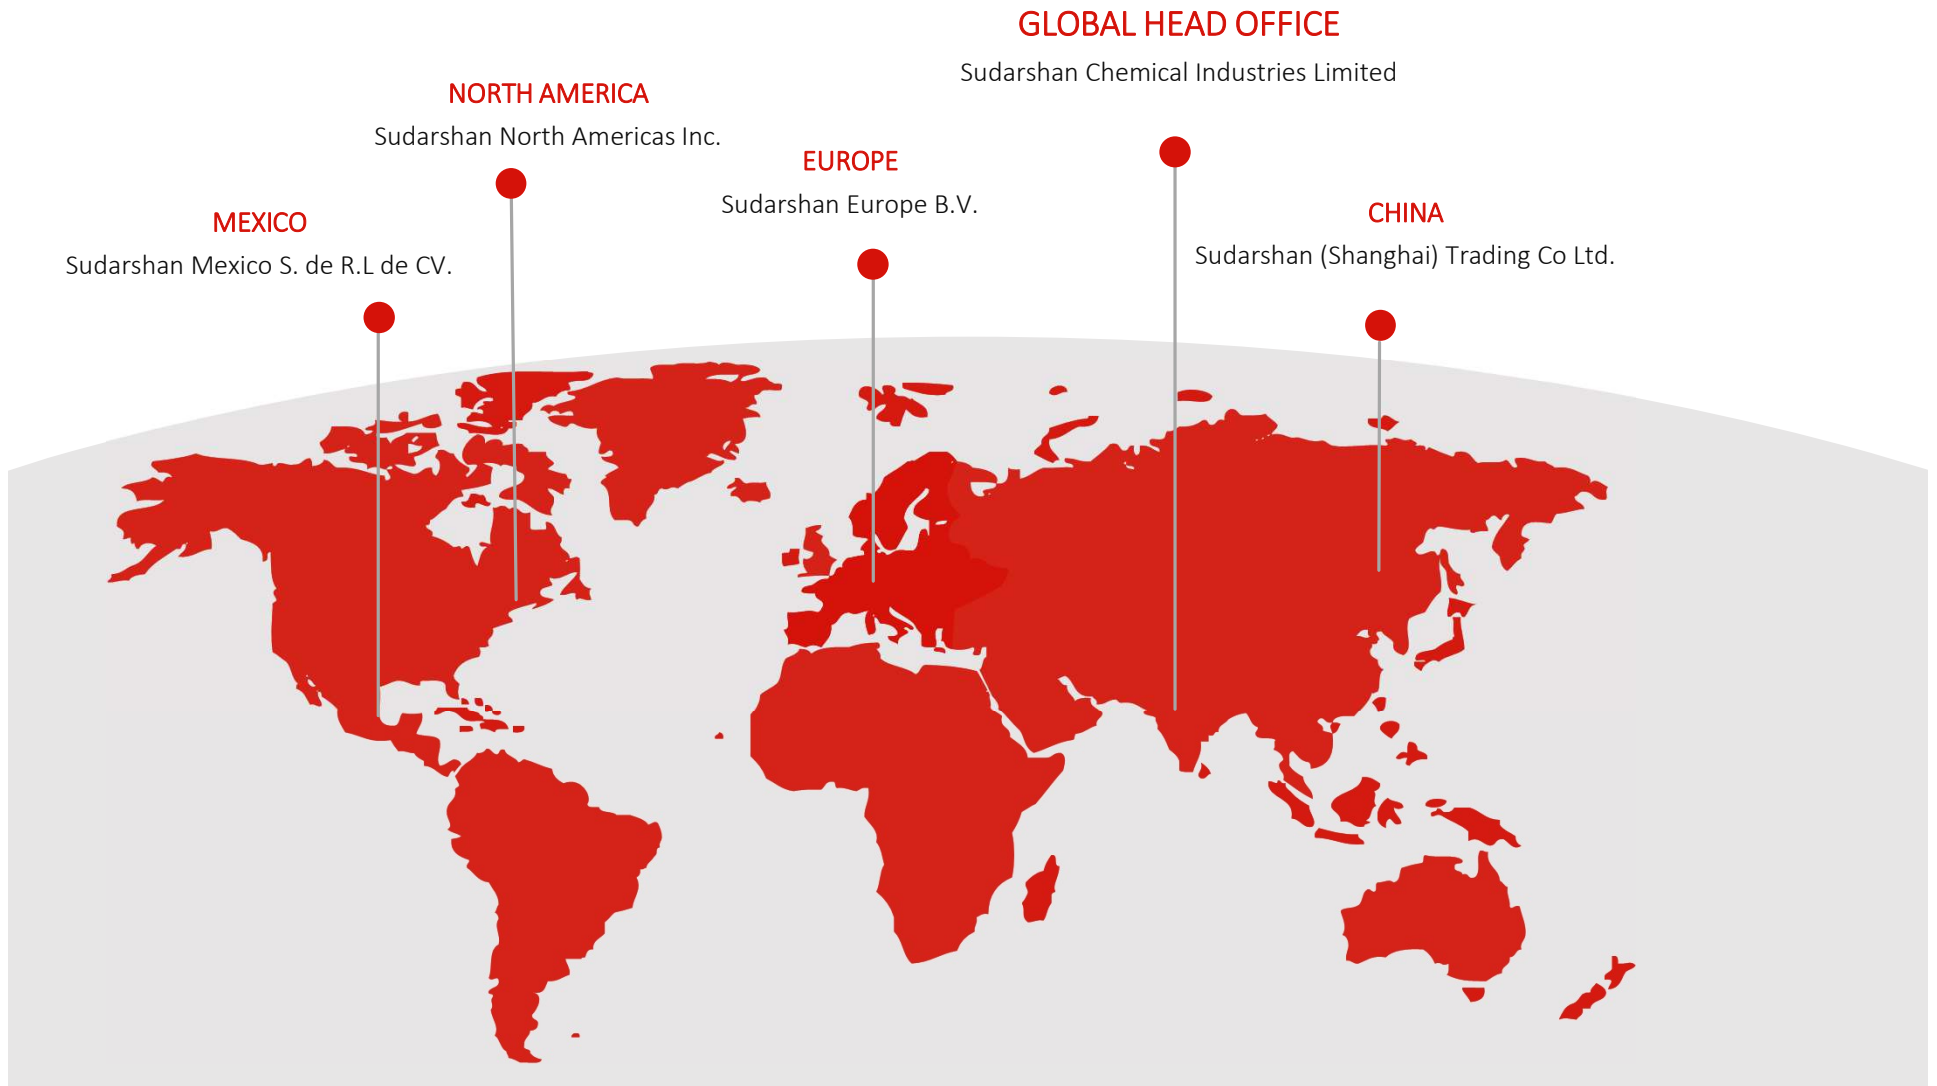 GLOBAL HEAD OFFICE
Sudarshan Chemical Industries Limited
NORTH AMERICA
Sudarshan North Americas Inc.
EUROPE
Sudarshan Europe B.V.
MEXICO
Sudarshan Mexico S. de R.L de CV.
CHINA
Sudarshan (Shanghai) Trading Co Ltd.